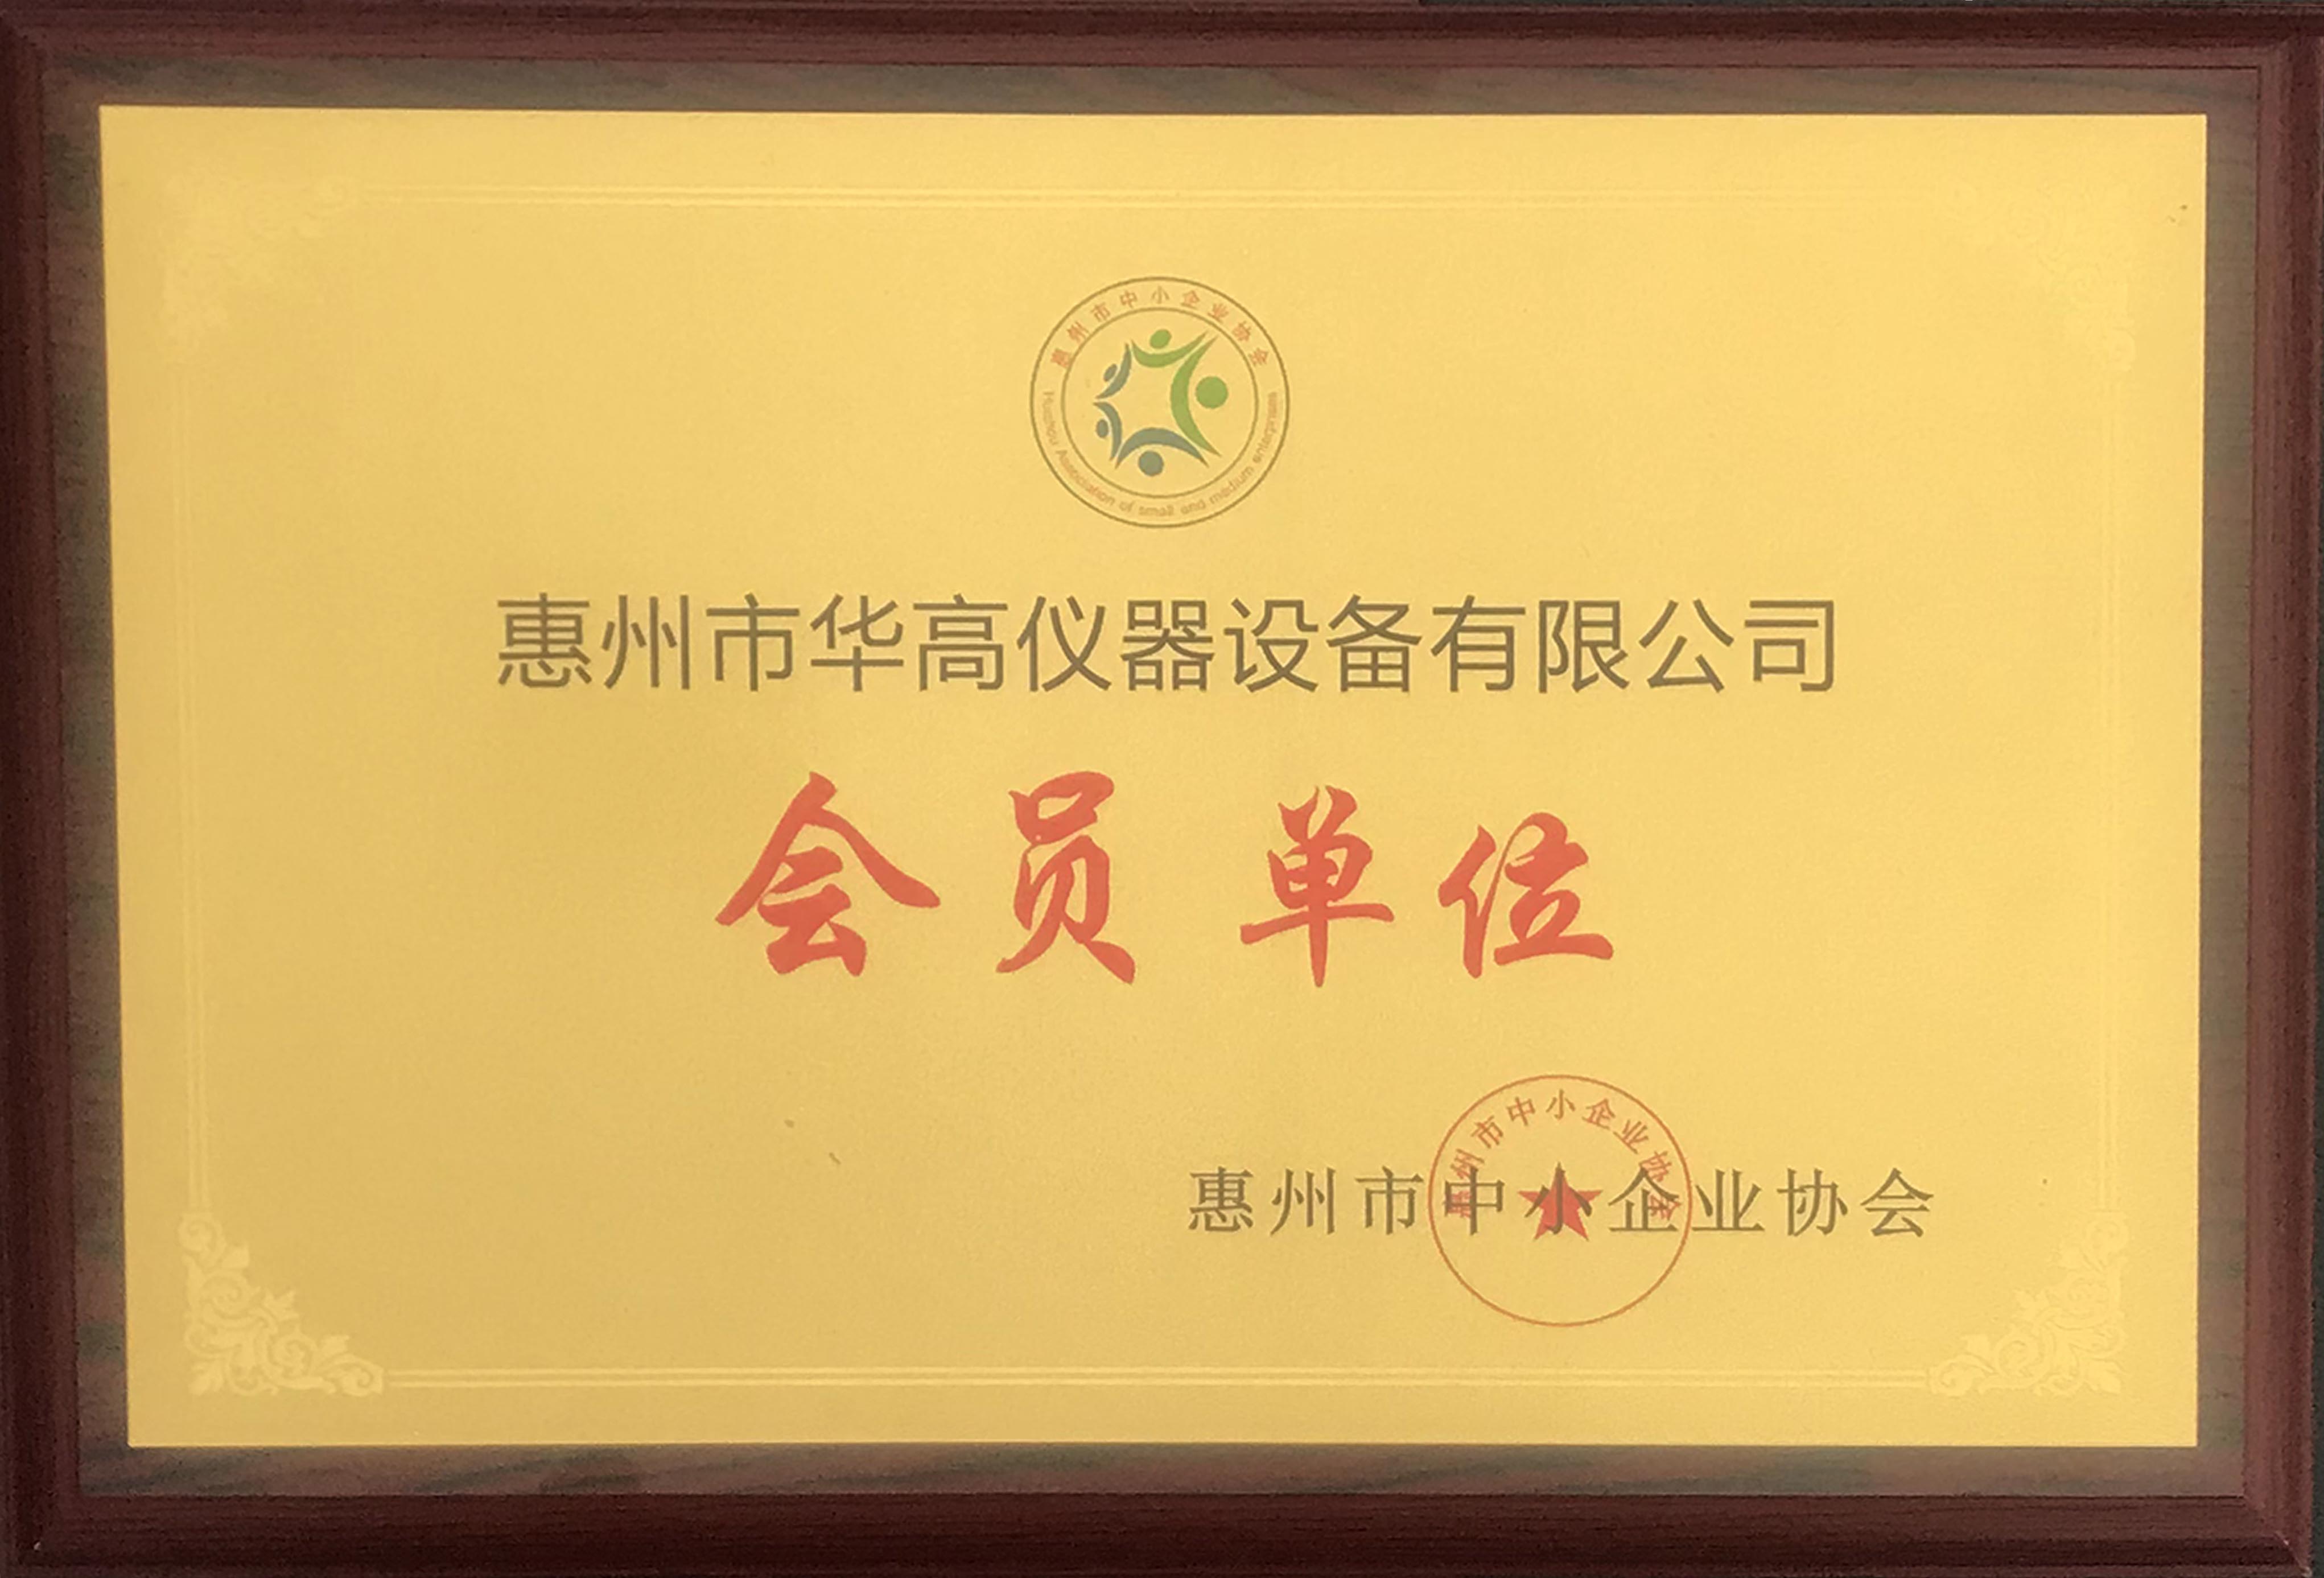 惠州市中小企业协会
Huizhou Association of small and medium enterprises
惠州市华高仪器设备有限公司
会员单位
惠州市中小企业协会
惠州市中小企业协会